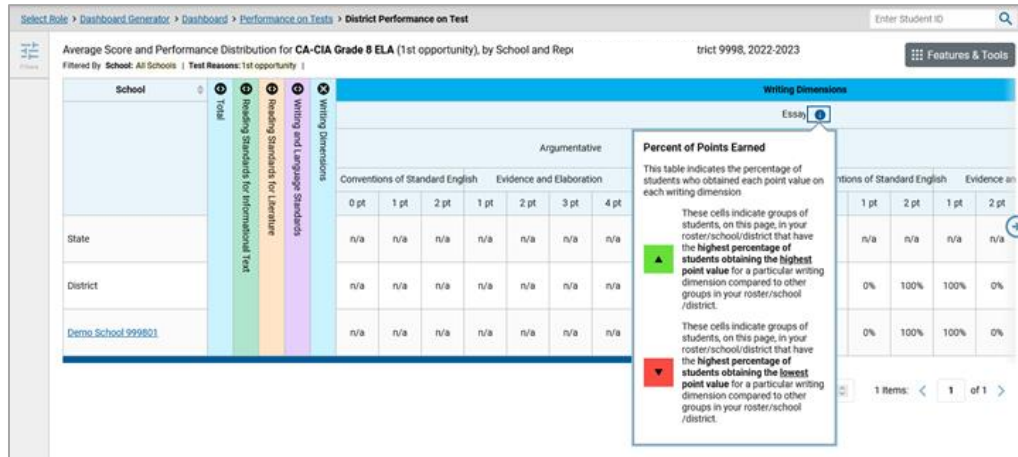 Select Role > Dashboard Generator > Dashboard > Performance on Tests > District Performance on Test
Enter Student ID
Filters
Average Score and Performance Distribution for CA-CIA Grade 8 ELA (1st opportunity), by School and Rep
trict 9998, 2022-2023
Filtered By School: All Schools | Test Reasons: 1st opportunity |
Features & Tools
School
Total
Reading Standards for Informational Text
Reading Standards for Literature
Writing and Language Standards
Writing Dimensions
Writing Dimensions
Essay
Argumentative
Conventions of Standard English Evidence and Elaboration
ntions of Standard English Evidence an
0 pt 1 pt 2 pt 1 pt 2 pt 3 pt 4 pt
1 pt 2 pt 1 pt 2 pt
State n/a n/a n/a n/a n/a n/a n/a n/a n/a n/a n/a
District n/a n/a n/a n/a n/a n/a n/a 0% 100% 100% 0%
Demo School 999801 n/a n/a n/a n/a n/a n/a n/a 0% 100% 100% 0%
Percent of Points Earned
This table indicates the percentage of
students who obtained each point value on
each writing dimension
These cells indicate groups of
students, on this page, in your
roster/school/district that have
the highest percentage of
students obtaining the highest
point value for a particular writing
dimension compared to other
groups in your roster/school
/district.
These cells indicate groups of
students, on this page, in your
roster/school/district that have
the highest percentage of
students obtaining the lowest
point value for a particular writing
dimension compared to other
groups in your roster/school
/district.
1 Items: < 1 of 1 >